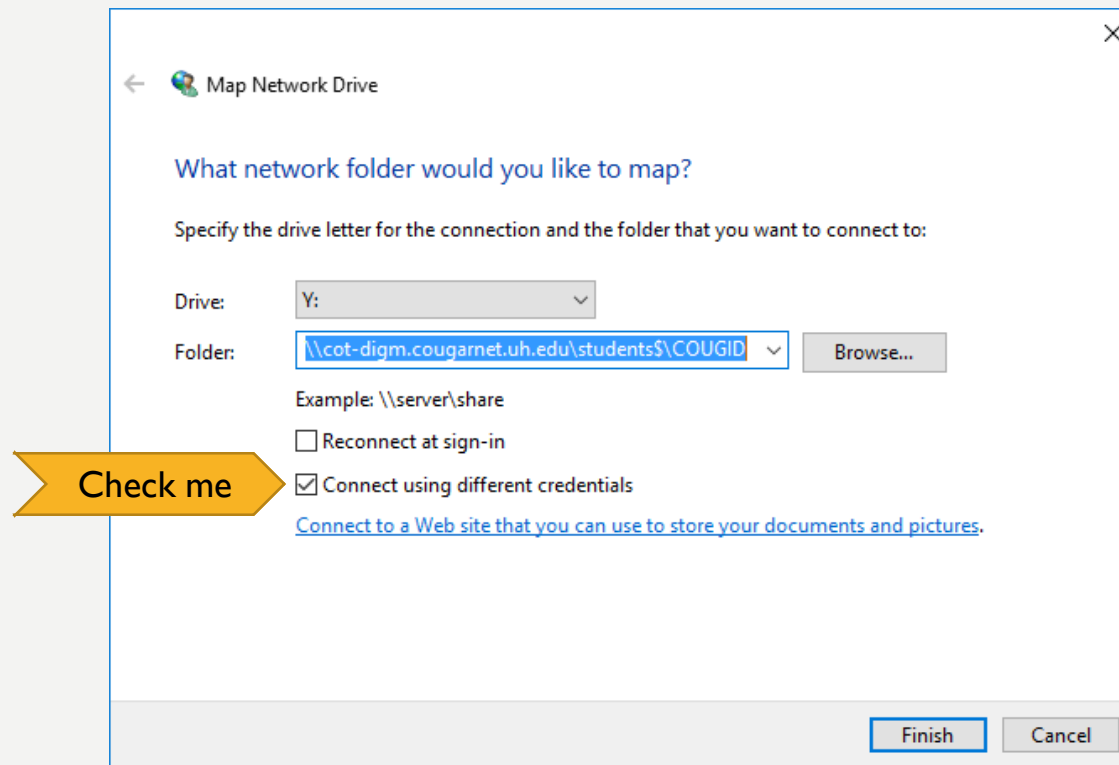 Map Network Drive
What network folder would you like to map?
Specify the drive letter for the connection and the folder that you want to connect to:
Drive: Y:
Folder: \\cot-digm.cougarnet.uh.edu\students$\COUGID Browse...
Example: \\server\share
Reconnect at sign-in
Check me Connect using different credentials
Connect to a Web site that you can use to store your documents and pictures.
Finish Cancel